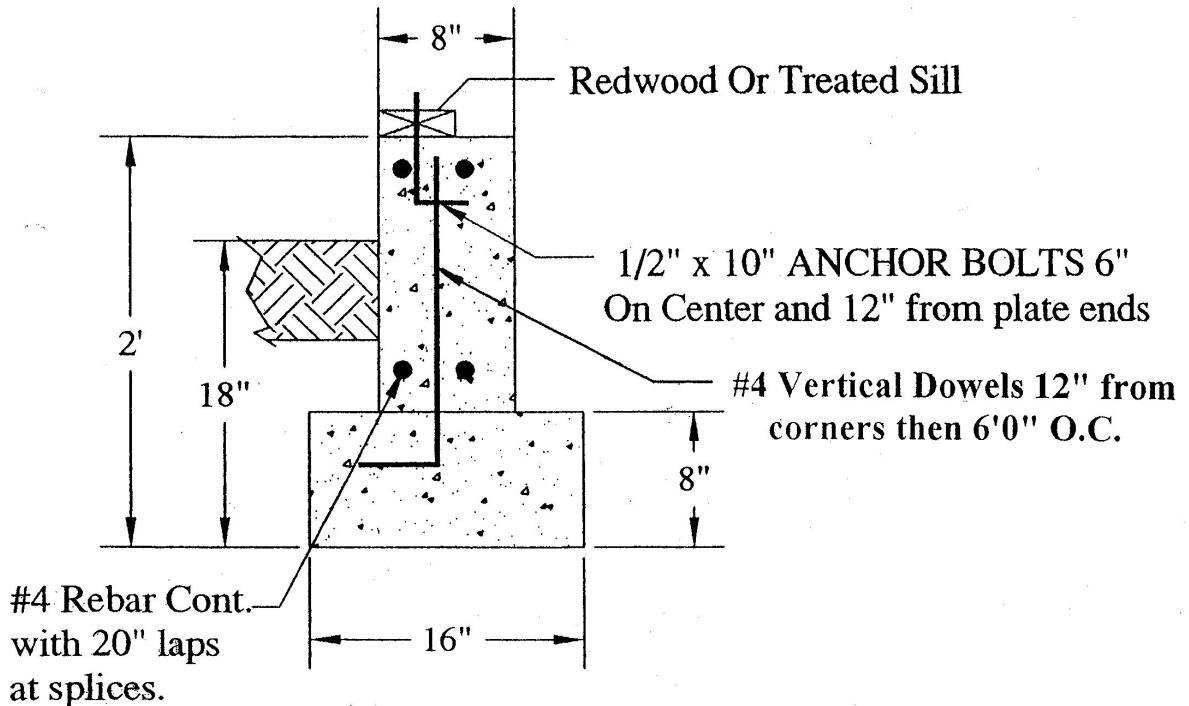 8"
Redwood Or Treated Sill
1/2" x 10" ANCHOR BOLTS 6"
On Center and 12" from plate ends
2'
18"
#4 Vertical Dowels 12" from
corners then 6'0" O.C.
8"
#4 Rebar Cont.
with 20" laps
at splices.
16"